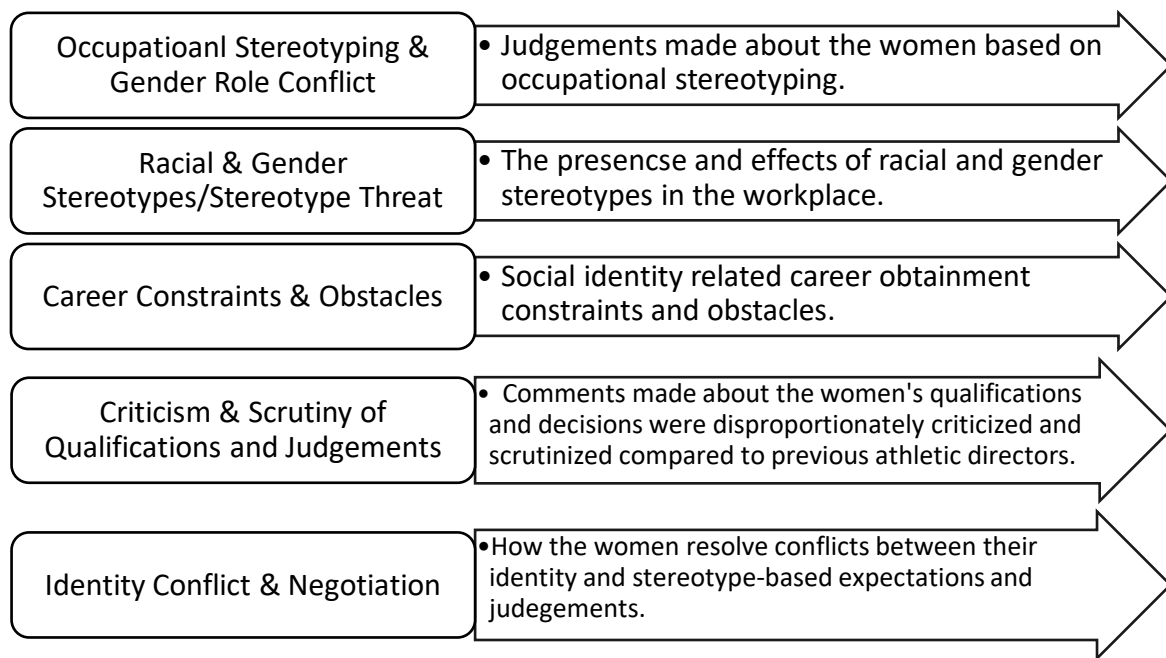 Occupatioanl Stereotyping &
Gender Role Conflict
• Judgements made about the women based on
occupational stereotyping.
Racial & Gender
Stereotypes/Stereotype Threat
• The presencse and effects of racial and gender
stereotypes in the workplace.
Career Constraints & Obstacles
• Social identity related career obtainment
constraints and obstacles.
Criticism & Scrutiny of
Qualifications and Judgements
• Comments made about the women's qualifications
and decisions were disproportionately criticized and
scrutinized compared to previous athletic directors.
Identity Conflict & Negotiation
•How the women resolve conflicts between their
identity and stereotype-based expectations and
judegements.